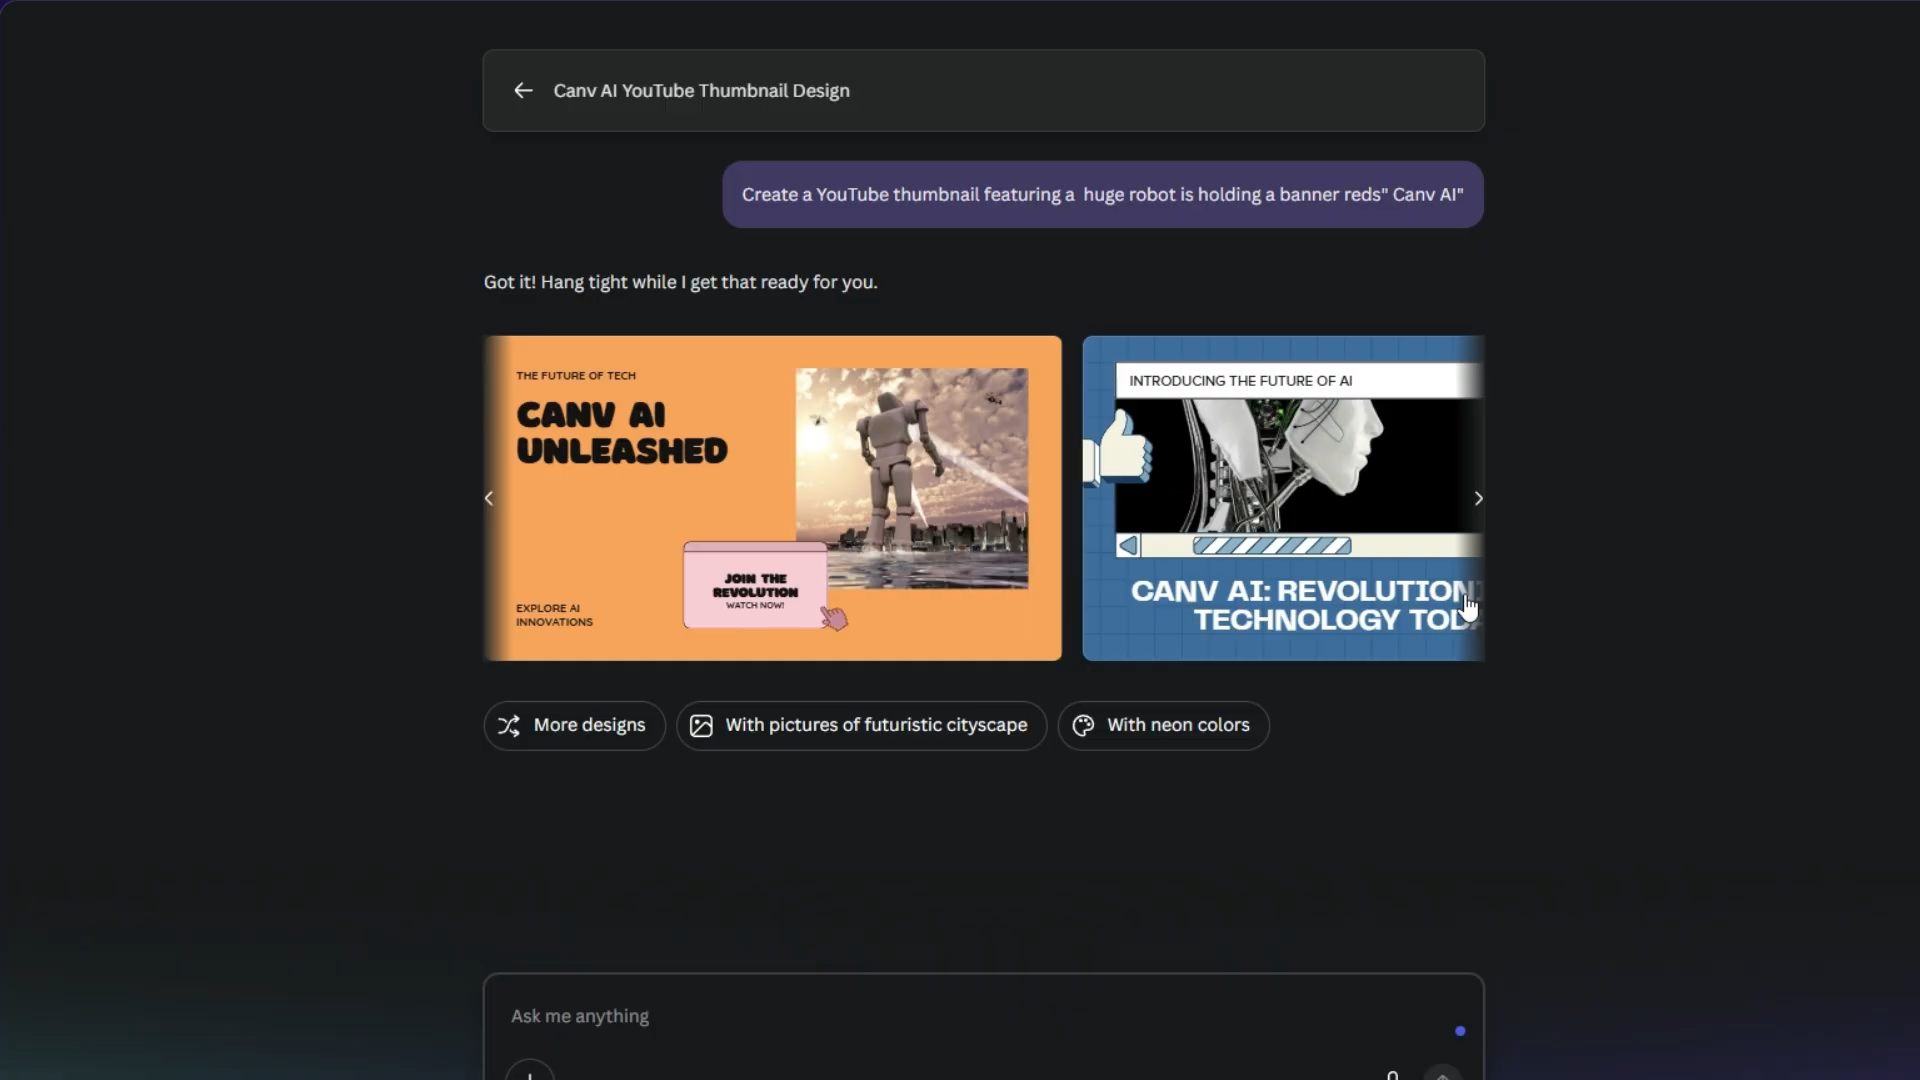 Canv AI YouTube Thumbnail Design
Create a YouTube thumbnail featuring a  huge robot is holding a banner reds" Canv AI"
Got it! Hang tight while I get that ready for you.
THE FUTURE OF TECH
CANV AI
UNLEASHED
JOIN THE
REVOLUTION
WATCH NOW!
EXPLORE AI
INNOVATIONS
INTRODUCING THE FUTURE OF AI
CANV AI:
TECHNOLOGY
More designs
With pictures of futuristic cityscape
With neon colors
Ask me anything